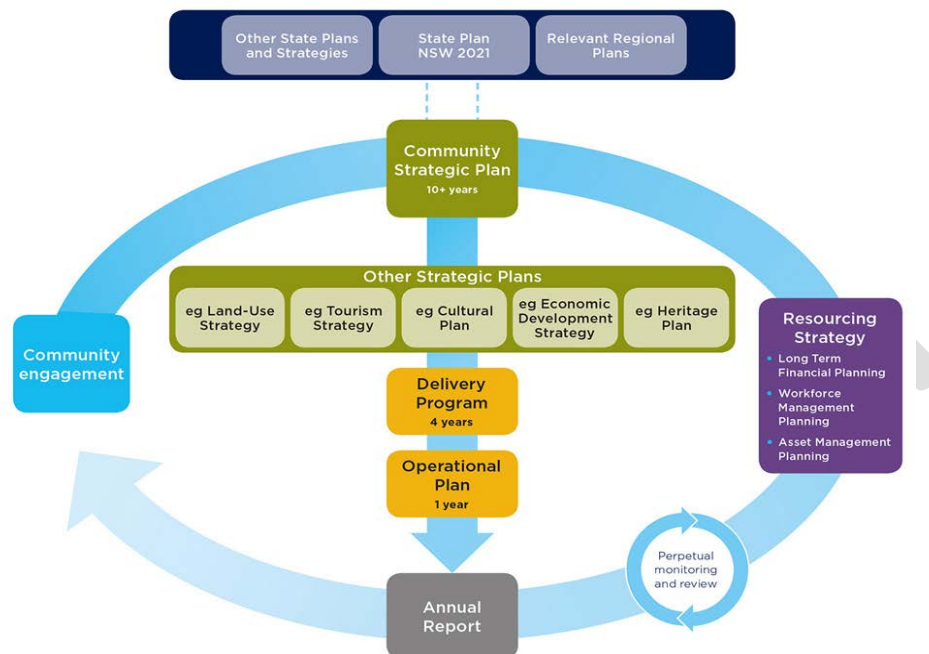 Other State Plans
and Strategies
State Plan
NSW 2021
Relevant Regional
Plans
Community
Strategic Plan
10+ years
Other Strategic Plans
eg Land-Use
Strategy
eg Tourism
Strategy
eg Cultural
Plan
eg Economic
Development
Strategy
eg Heritage
Plan
Community
engagement
Resourcing
Strategy
Long Term
Financial Planning
Workforce
Management
Planning
Asset Management
Planning
Delivery
Program
4 years
Operational
Plan
1 year
Perpetual
monitoring
and review
Annual
Report